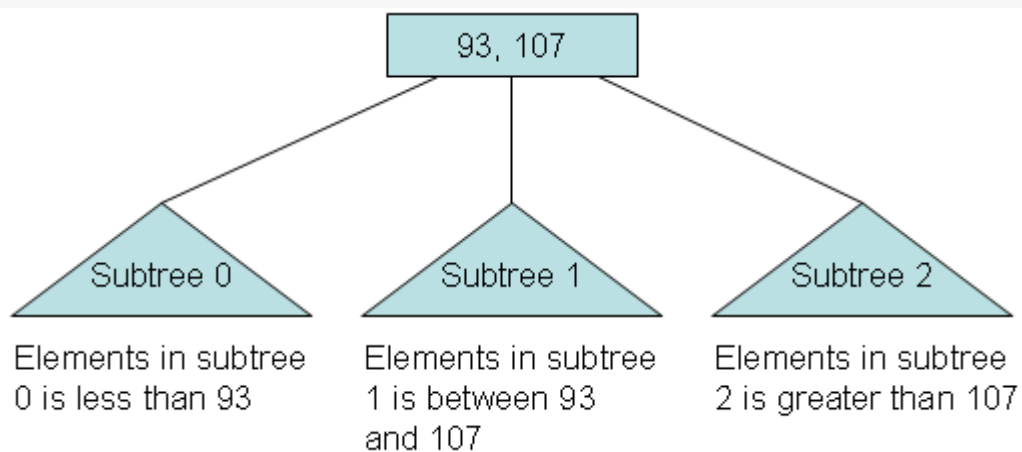 93, 107
Subtree 0
Subtree 1
Subtree 2
Elements in subtree
0 is less than 93
Elements in subtree
1 is between 93
and 107
Elements in subtree
2 is greater than 107